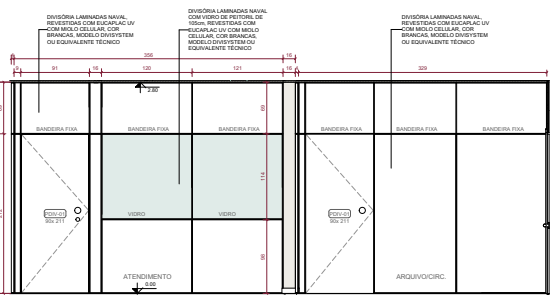 DIVISÓRIA LAMINADAS NAVAL,
REVESTIDAS COM EUCAPLAC UV
COM MIOLO CELULAR, COR
BRANCAS, MODELO DIVISYSTEM
OU EQUIVALENTE TÉCNICO
DIVISÓRIA LAMINADAS NAVAL
COM VIDRO DE PEITORIL DE
105cm, REVESTIDAS COM
EUCAPLAC UV COM MIOLO
CELULAR, COR BRANCAS,
MODELO DIVISYSTEM OU
EQUIVALENTE TÉCNICO
DIVISÓRIA LAMINADAS NAVAL,
REVESTIDAS COM EUCAPLAC UV
COM MIOLO CELULAR, COR
BRANCAS, MODELO DIVISYSTEM
OU EQUIVALENTE TÉCNICO
356
16
9
91
16
120
121
16
329
2.80
69
BANDEIRA FIXA
BANDEIRA FIXA
BANDEIRA FIXA
BANDEIRA FIXA
BANDEIRA FIXA
BANDEIRA FIXA
114
PDIV-01
90x 211
VIDRO
VIDRO
PDIV-01
90x 211
ATENDIMENTO
0.00
ARQUIVO/CIRC.